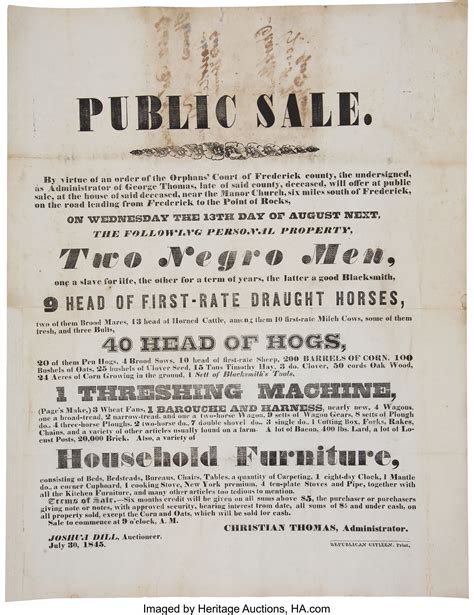 PUBLIC SALE.
By virtue of an order of the Orphans' Court of Frederick county, the undersigned,
as Administrator of George Thomas, late of said county, deceased, will offer at public
sale, at the house of said deceased, near the Manor Church, six miles south of Frederick,
on the road leading from Frederick to the Point of Rocks,
ON WEDNESDAY THE 13TH DAY OF AUGUST NEXT,
THE FOLLOWING PERSONAL PROPERTY,
Two Negro Men,
one a slave for life, the other for a term of years, the latter a good Blacksmith,
9 HEAD OF FIRST-RATE DRAUGHT HORSES,
two of them Brood Mares, 13 head of Horned Cattle, among them 10 first-rate Milch Cows, some of them
fresh, and three Bulls,
40 HEAD OF HOGS,
20 of them Pen Hogs, 4 Brood Sows, 10 head of first-rate Sheep, 200 BARRELS OF CORN, 100
Bushels of Oats, 25 bushels of Clover Seed, 15 Tons Timothy Hay, 3 do. Clover, 50 cords Oak Wood,
24 Acres of Corn Growing in the ground, 1 Sett of Blacksmith's Tools.
1 THRESHING MACHINE,
(Page's Make,) 3 Wheat Fans, 1 BAROUCHE AND HARNESS, nearly new, 4 Wagons,
one a broad-tread, 2 narrow-tread, and one a two-horse Wagon, 9 setts of Wagon Gears, 8 setts of Plough
do., 4 three-horse Ploughs, 2 two-horse do., 7 double shovel do., 3 single do., 1 Cutting Box, Forks, Rakes,
Chains, and a variety of other articles usually found on a farm. A lot of Bacon, 400 lbs. Lard, a lot of Lo-
cust Posts, 20,000 Brick. Also, a variety of
Household Furniture,
consisting of Beds, Bedsteads, Bureaus, Chairs, Tables, a quantity of Carpeting, 1 eight-day Clock, 1 Mantle
do., a corner Cupboard, 1 cooking Stove, New York premium, 4 ten-plate Stoves and Pipe, together with
all the Kitchen Furniture, and many other articles too tedious to mention.
Terms of Sale.—Six months credit will be given on all sums above $5, the purchaser or purchasers
giving note or notes, with approved security, bearing interest from date, all sums of $5 and under cash, on
all property sold, except the Corn and Oats, which will be sold for cash.
Sale to commence at 9 o'clock, A. M.
CHRISTIAN THOMAS, Administrator.
JOSHUA DILL, Auctioneer.
July 30, 1845.
REPUBLICAN CITIZEN, Print.
Imaged by Heritage Auctions, HA.com